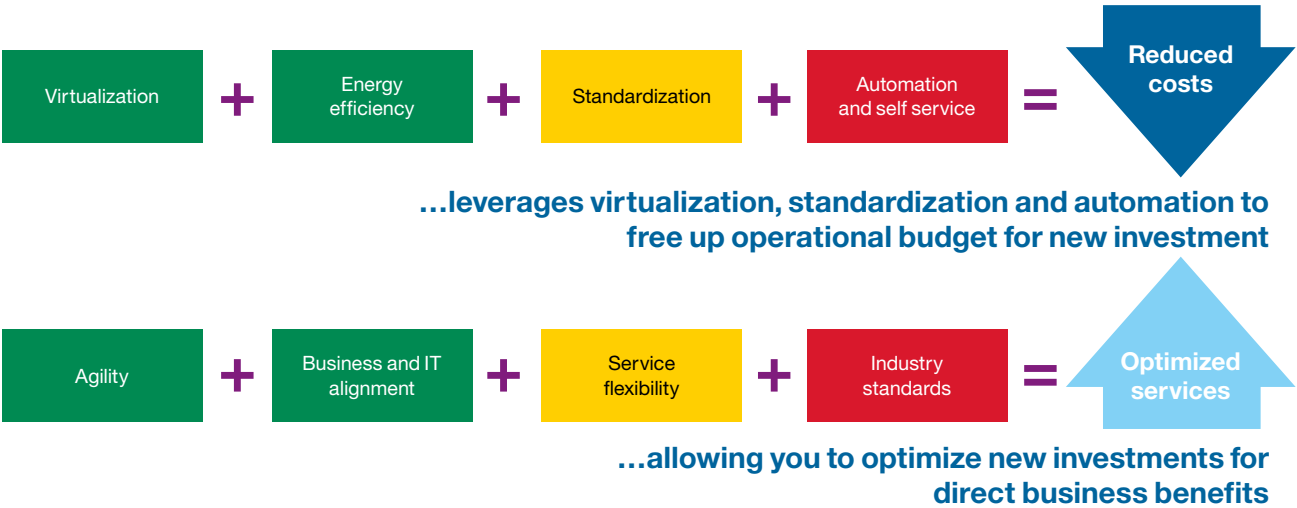 Virtualization
+
Energy
efficiency
+
Standardization
+
Automation
and self service
=
Reduced
costs
...leverages virtualization, standardization and automation to
free up operational budget for new investment
Agility
+
Business and IT
alignment
+
Service
flexibility
+
Industry
standards
=
Optimized
services
...allowing you to optimize new investments for
direct business benefits